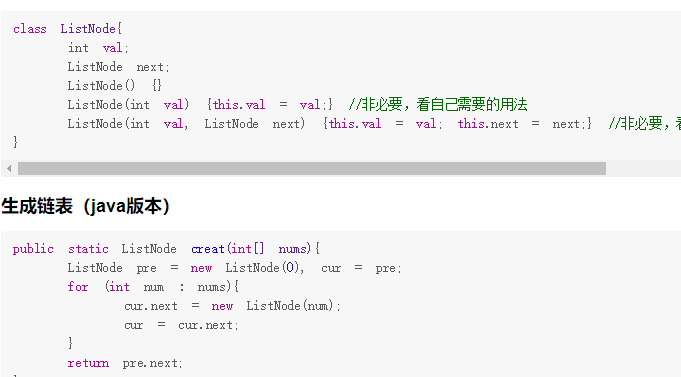 class ListNode{
int val;
ListNode next;
ListNode() {}
ListNode(int val) {this.val = val;} //非必要，看自己需要的用法
ListNode(int val, ListNode next) {this.val = val; this.next = next;} //非必要，
}
生成链表（java版本）
public static ListNode creat(int[] nums){
ListNode pre = new ListNode(0), cur = pre;
for (int num : nums){
cur.next = new ListNode(num);
cur = cur.next;
}
return pre.next;